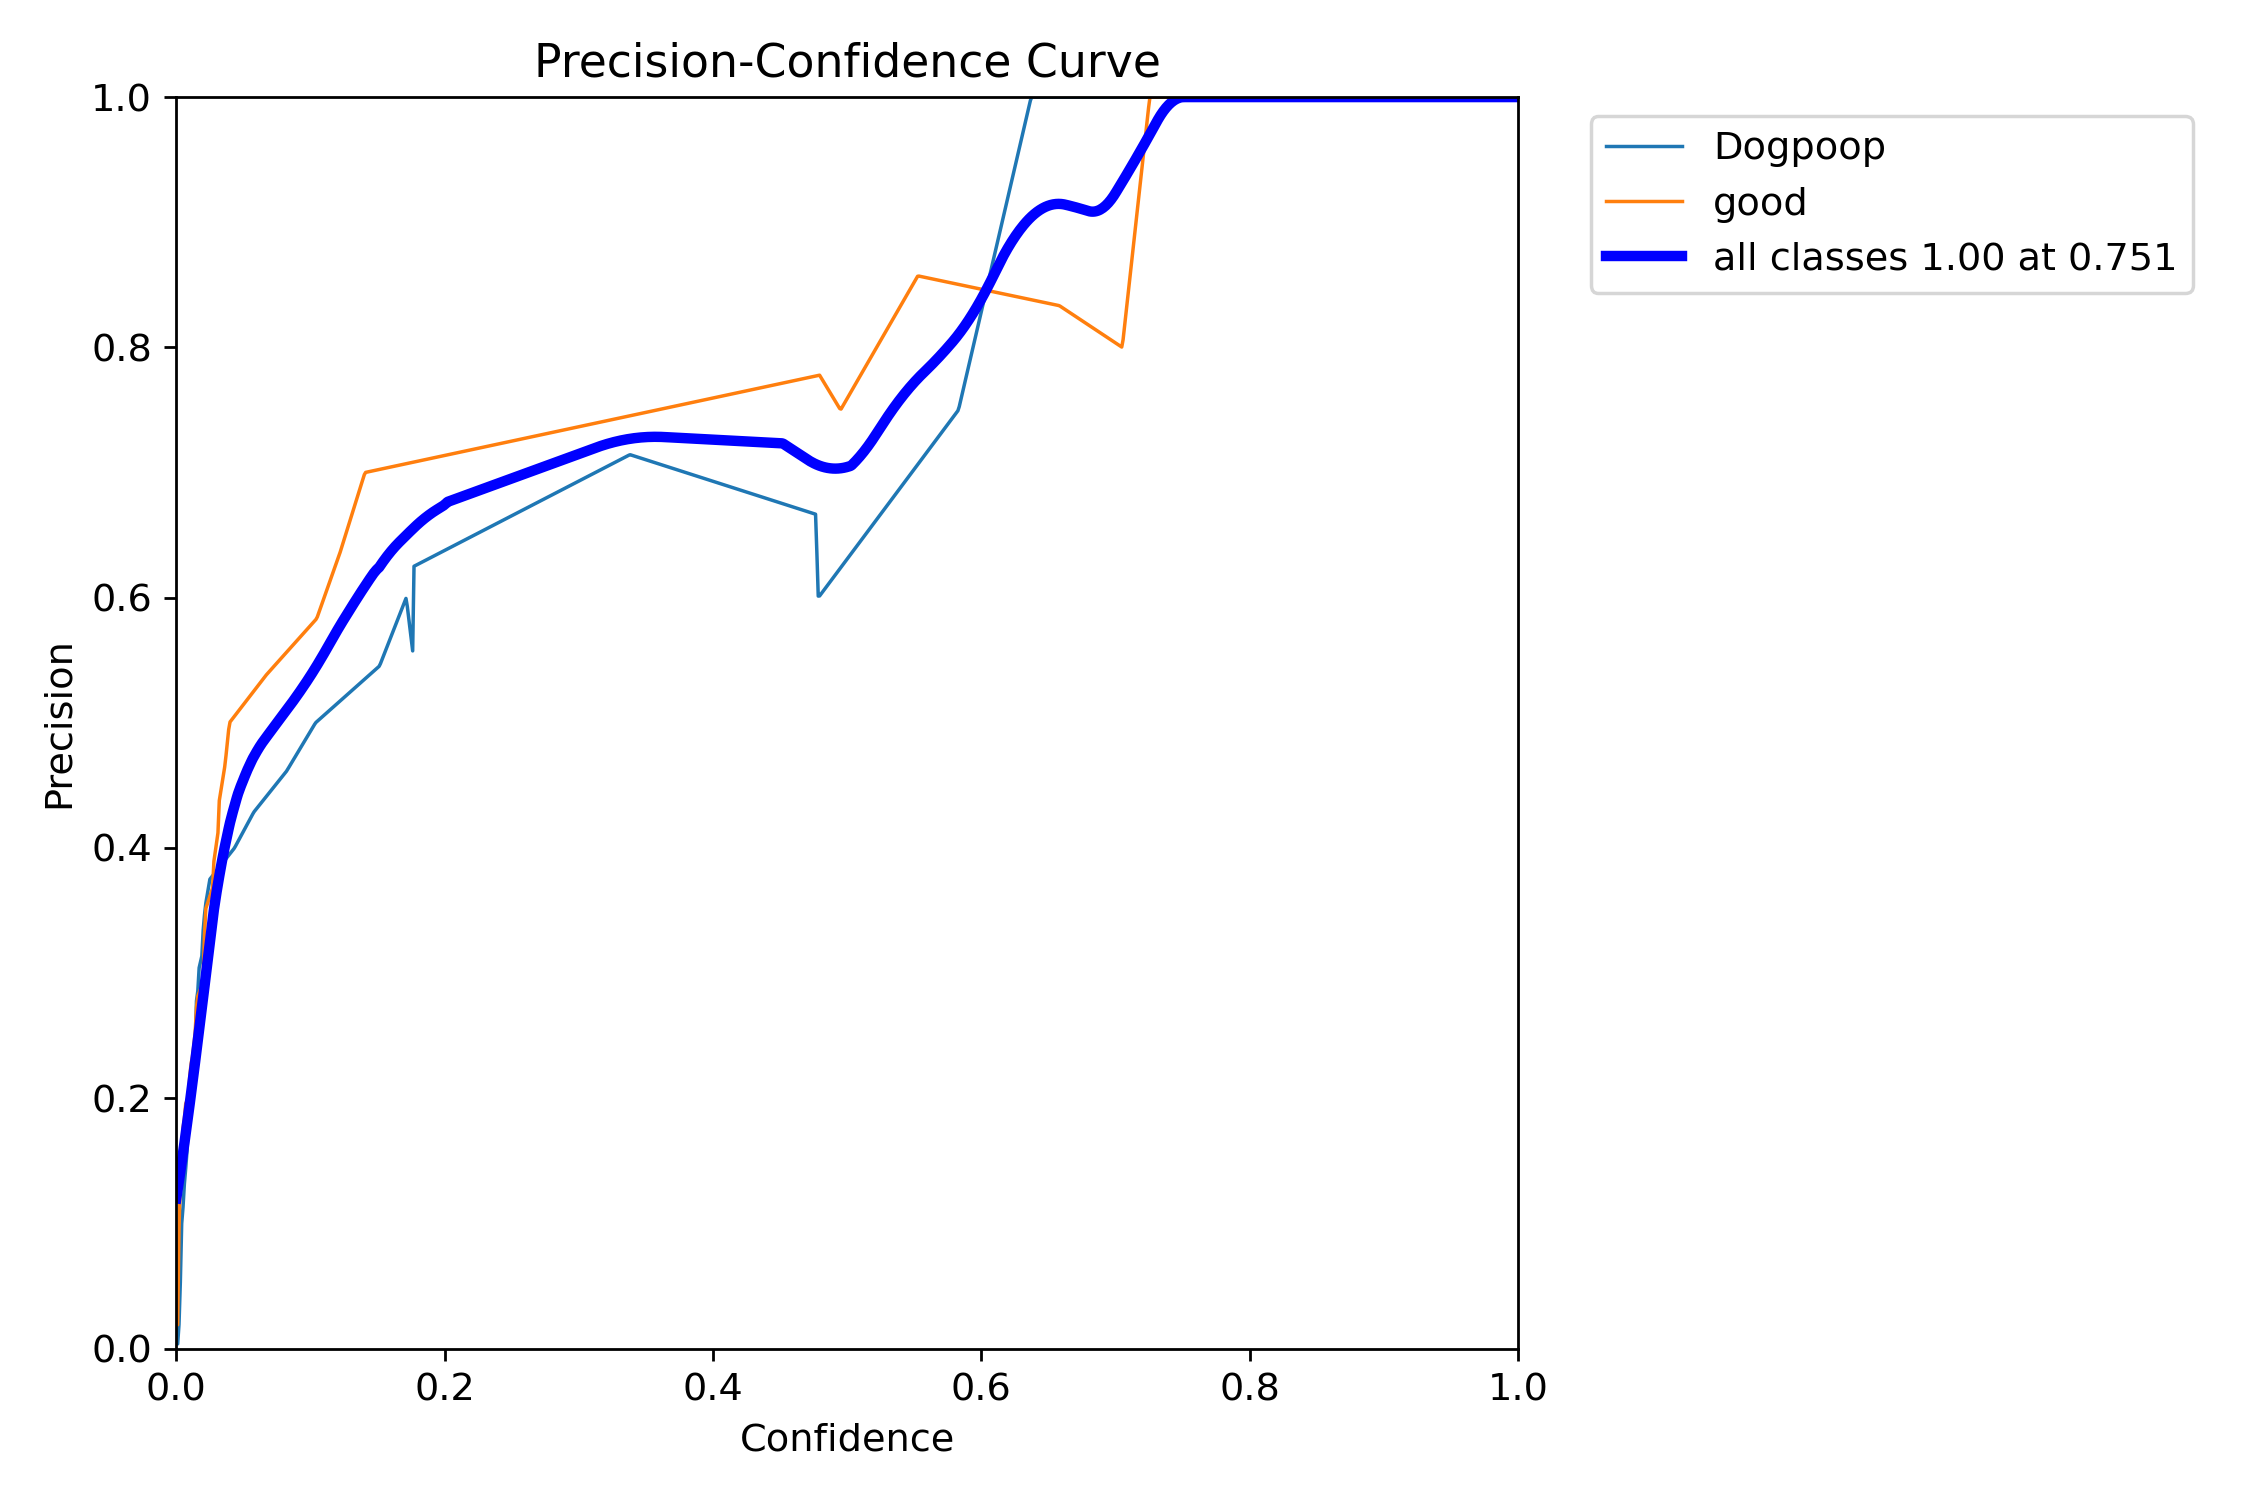 Precision-Confidence Curve
1.0
0.8
0.6
0.4
0.2
0.0
Precision
0.0 0.2 0.4 0.6 0.8 1.0
Confidence
Dogpoop
good
all classes 1.00 at 0.751